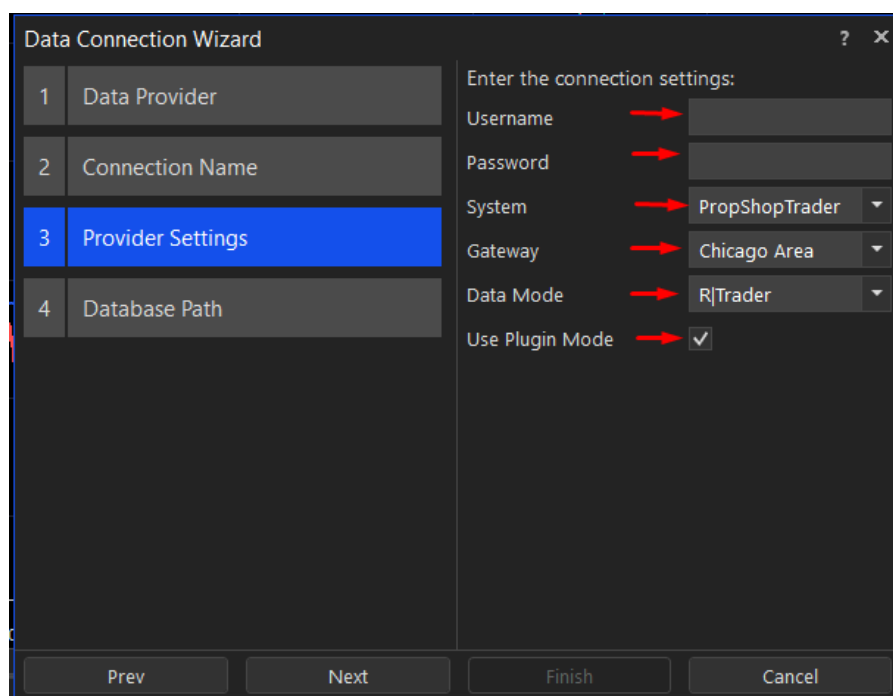 Data Connection Wizard
? ×
1 Data Provider
2 Connection Name
3 Provider Settings
4 Database Path
Enter the connection settings:
Username
Password
System PropShopTrader
Gateway Chicago Area
Data Mode R|Trader
Use Plugin Mode
Prev Next Finish Cancel